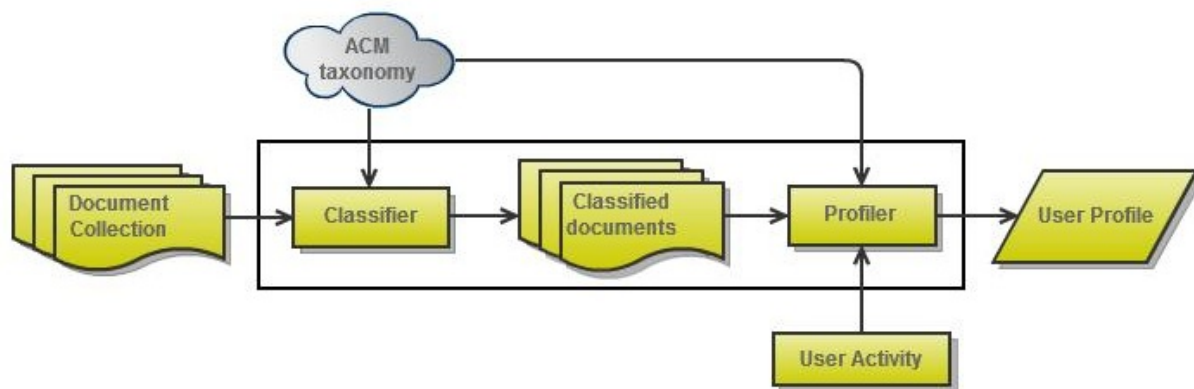 ACM
taxonomy
Document
Collection
Classifier
Classified
documents
Profiler
User Profile
User Activity